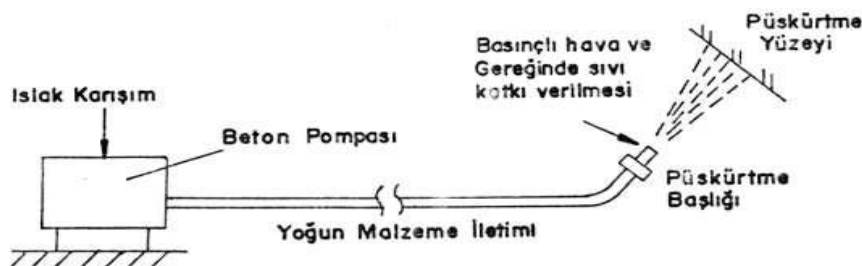 Islak Karışım
Beton Pompası
Yoğun Malzeme İletimi
Basınçlı hava ve
Gereğinde sıvı
katkı verilmesi
Püskürtme
Yüzeyi
Püskürtme
Başlığı